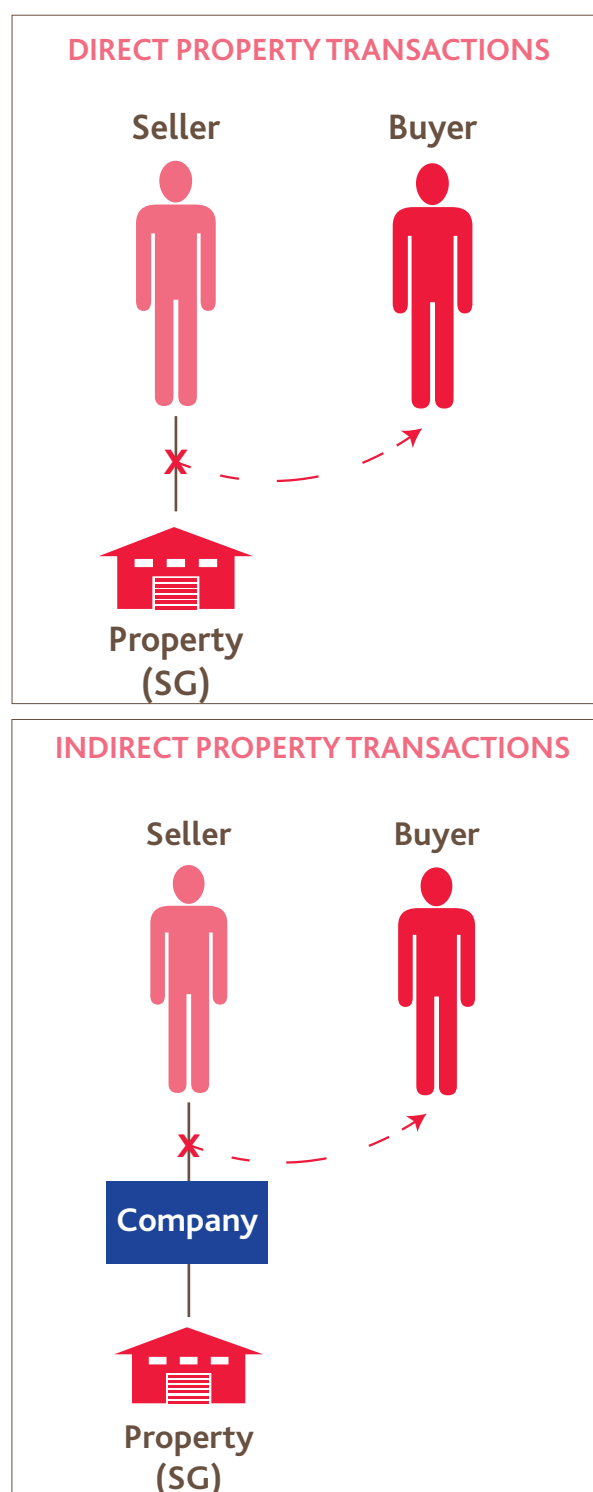 DIRECT PROPERTY TRANSACTIONS
Seller
Buyer
X
Property
(SG)
INDIRECT PROPERTY TRANSACTIONS
Seller
Buyer
X
Company
Property
(SG)